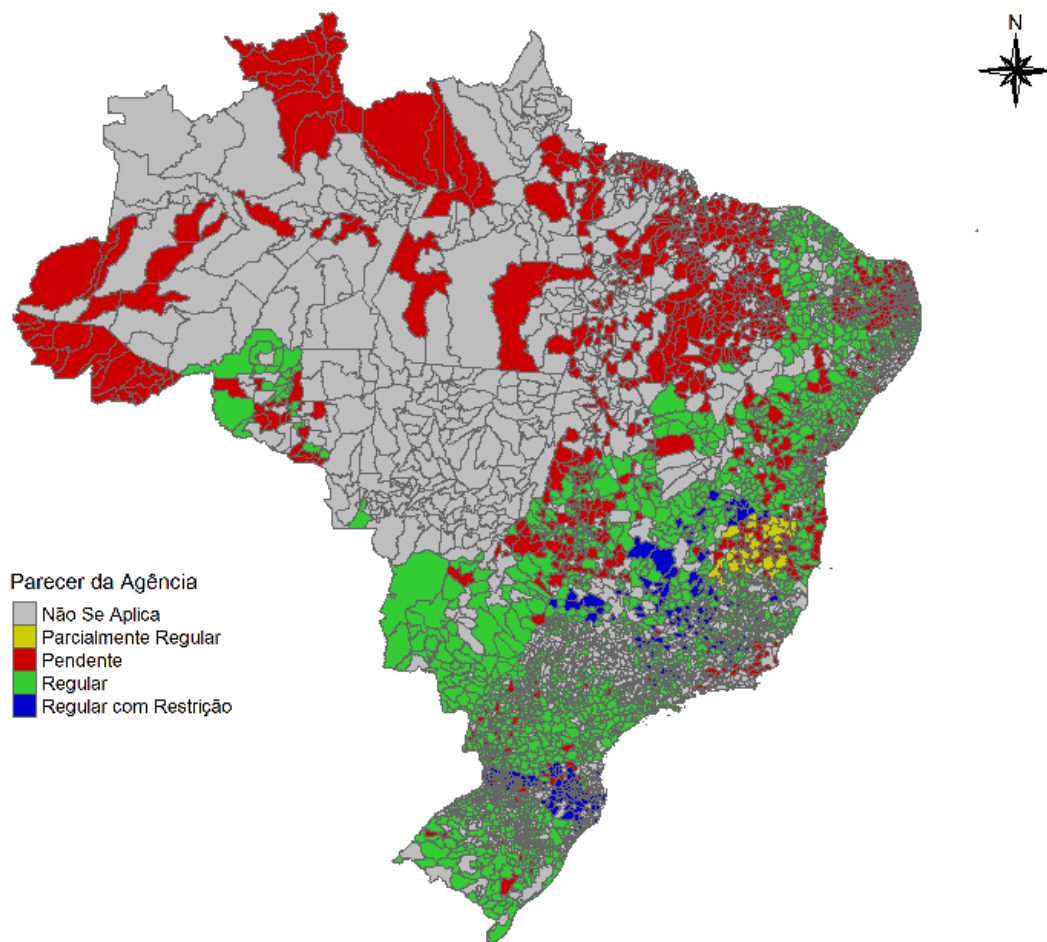 N
Parecer da Agência
Não Se Aplica
Parcialmente Regular
Pendente
Regular
Regular com Restrição